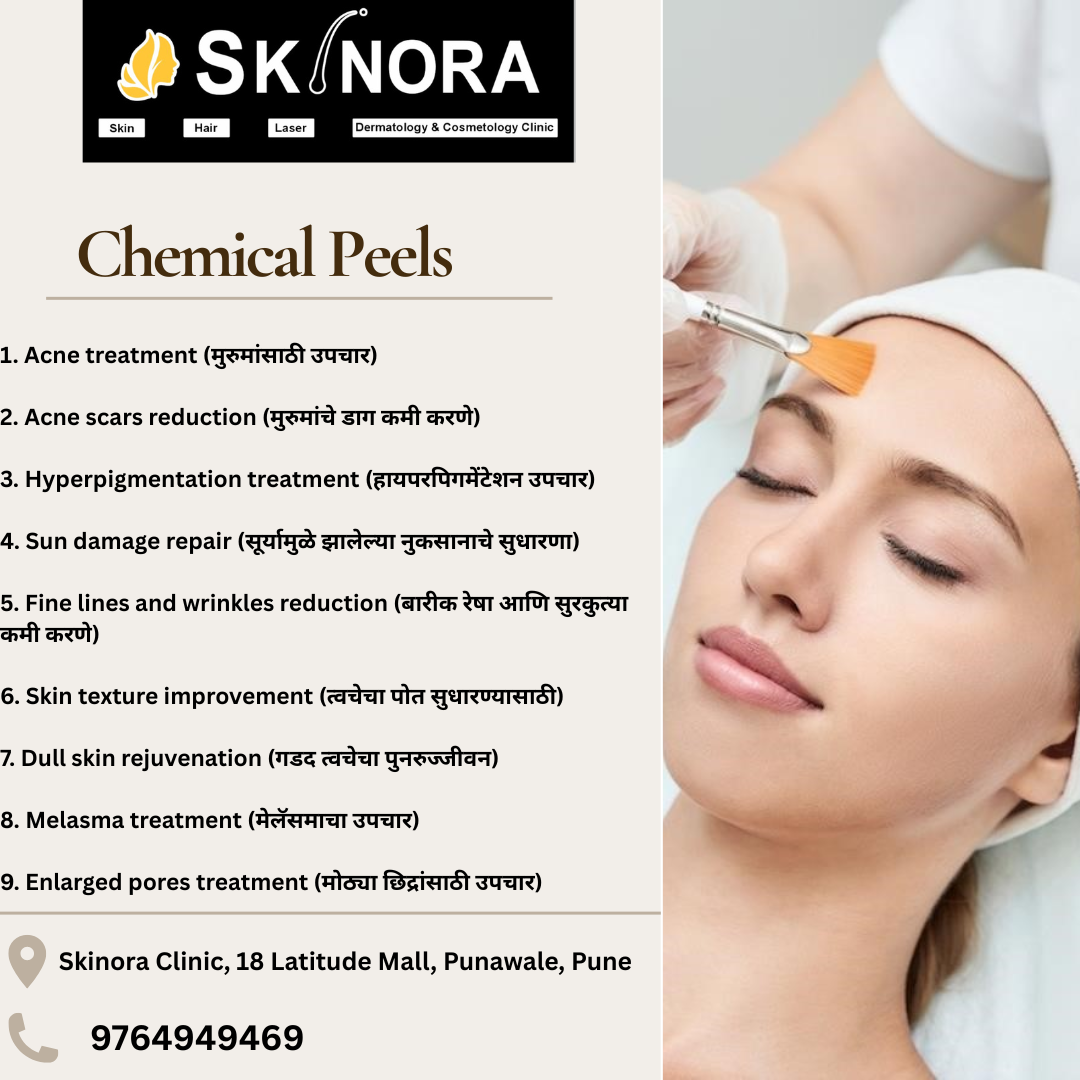 SKINORA
Skin Hair Laser Dermatology & Cosmetology Clinic
Chemical Peels
1. Acne treatment (मुरुमांसाठी उपचार)
2. Acne scars reduction (मुरुमांचे डाग कमी करणे)
3. Hyperpigmentation treatment (हायपरपिगमेंटेशन उपचार)
4. Sun damage repair (सूर्यामुळे झालेल्या नुकसानाचे सुधारणा)
5. Fine lines and wrinkles reduction (बारीक रेषा आणि सुरकुत्या
कमी करणे)
6. Skin texture improvement (त्वचेचा पोत सुधारण्यासाठी)
7. Dull skin rejuvenation (गडद त्वचेचा पुनरुज्जीवन)
8. Melasma treatment (मेलॅसमाचा उपचार)
9. Enlarged pores treatment (मोठ्या छिद्रांसाठी उपचार)
Skinora Clinic, 18 Latitude Mall, Punawale, Pune
9764949469